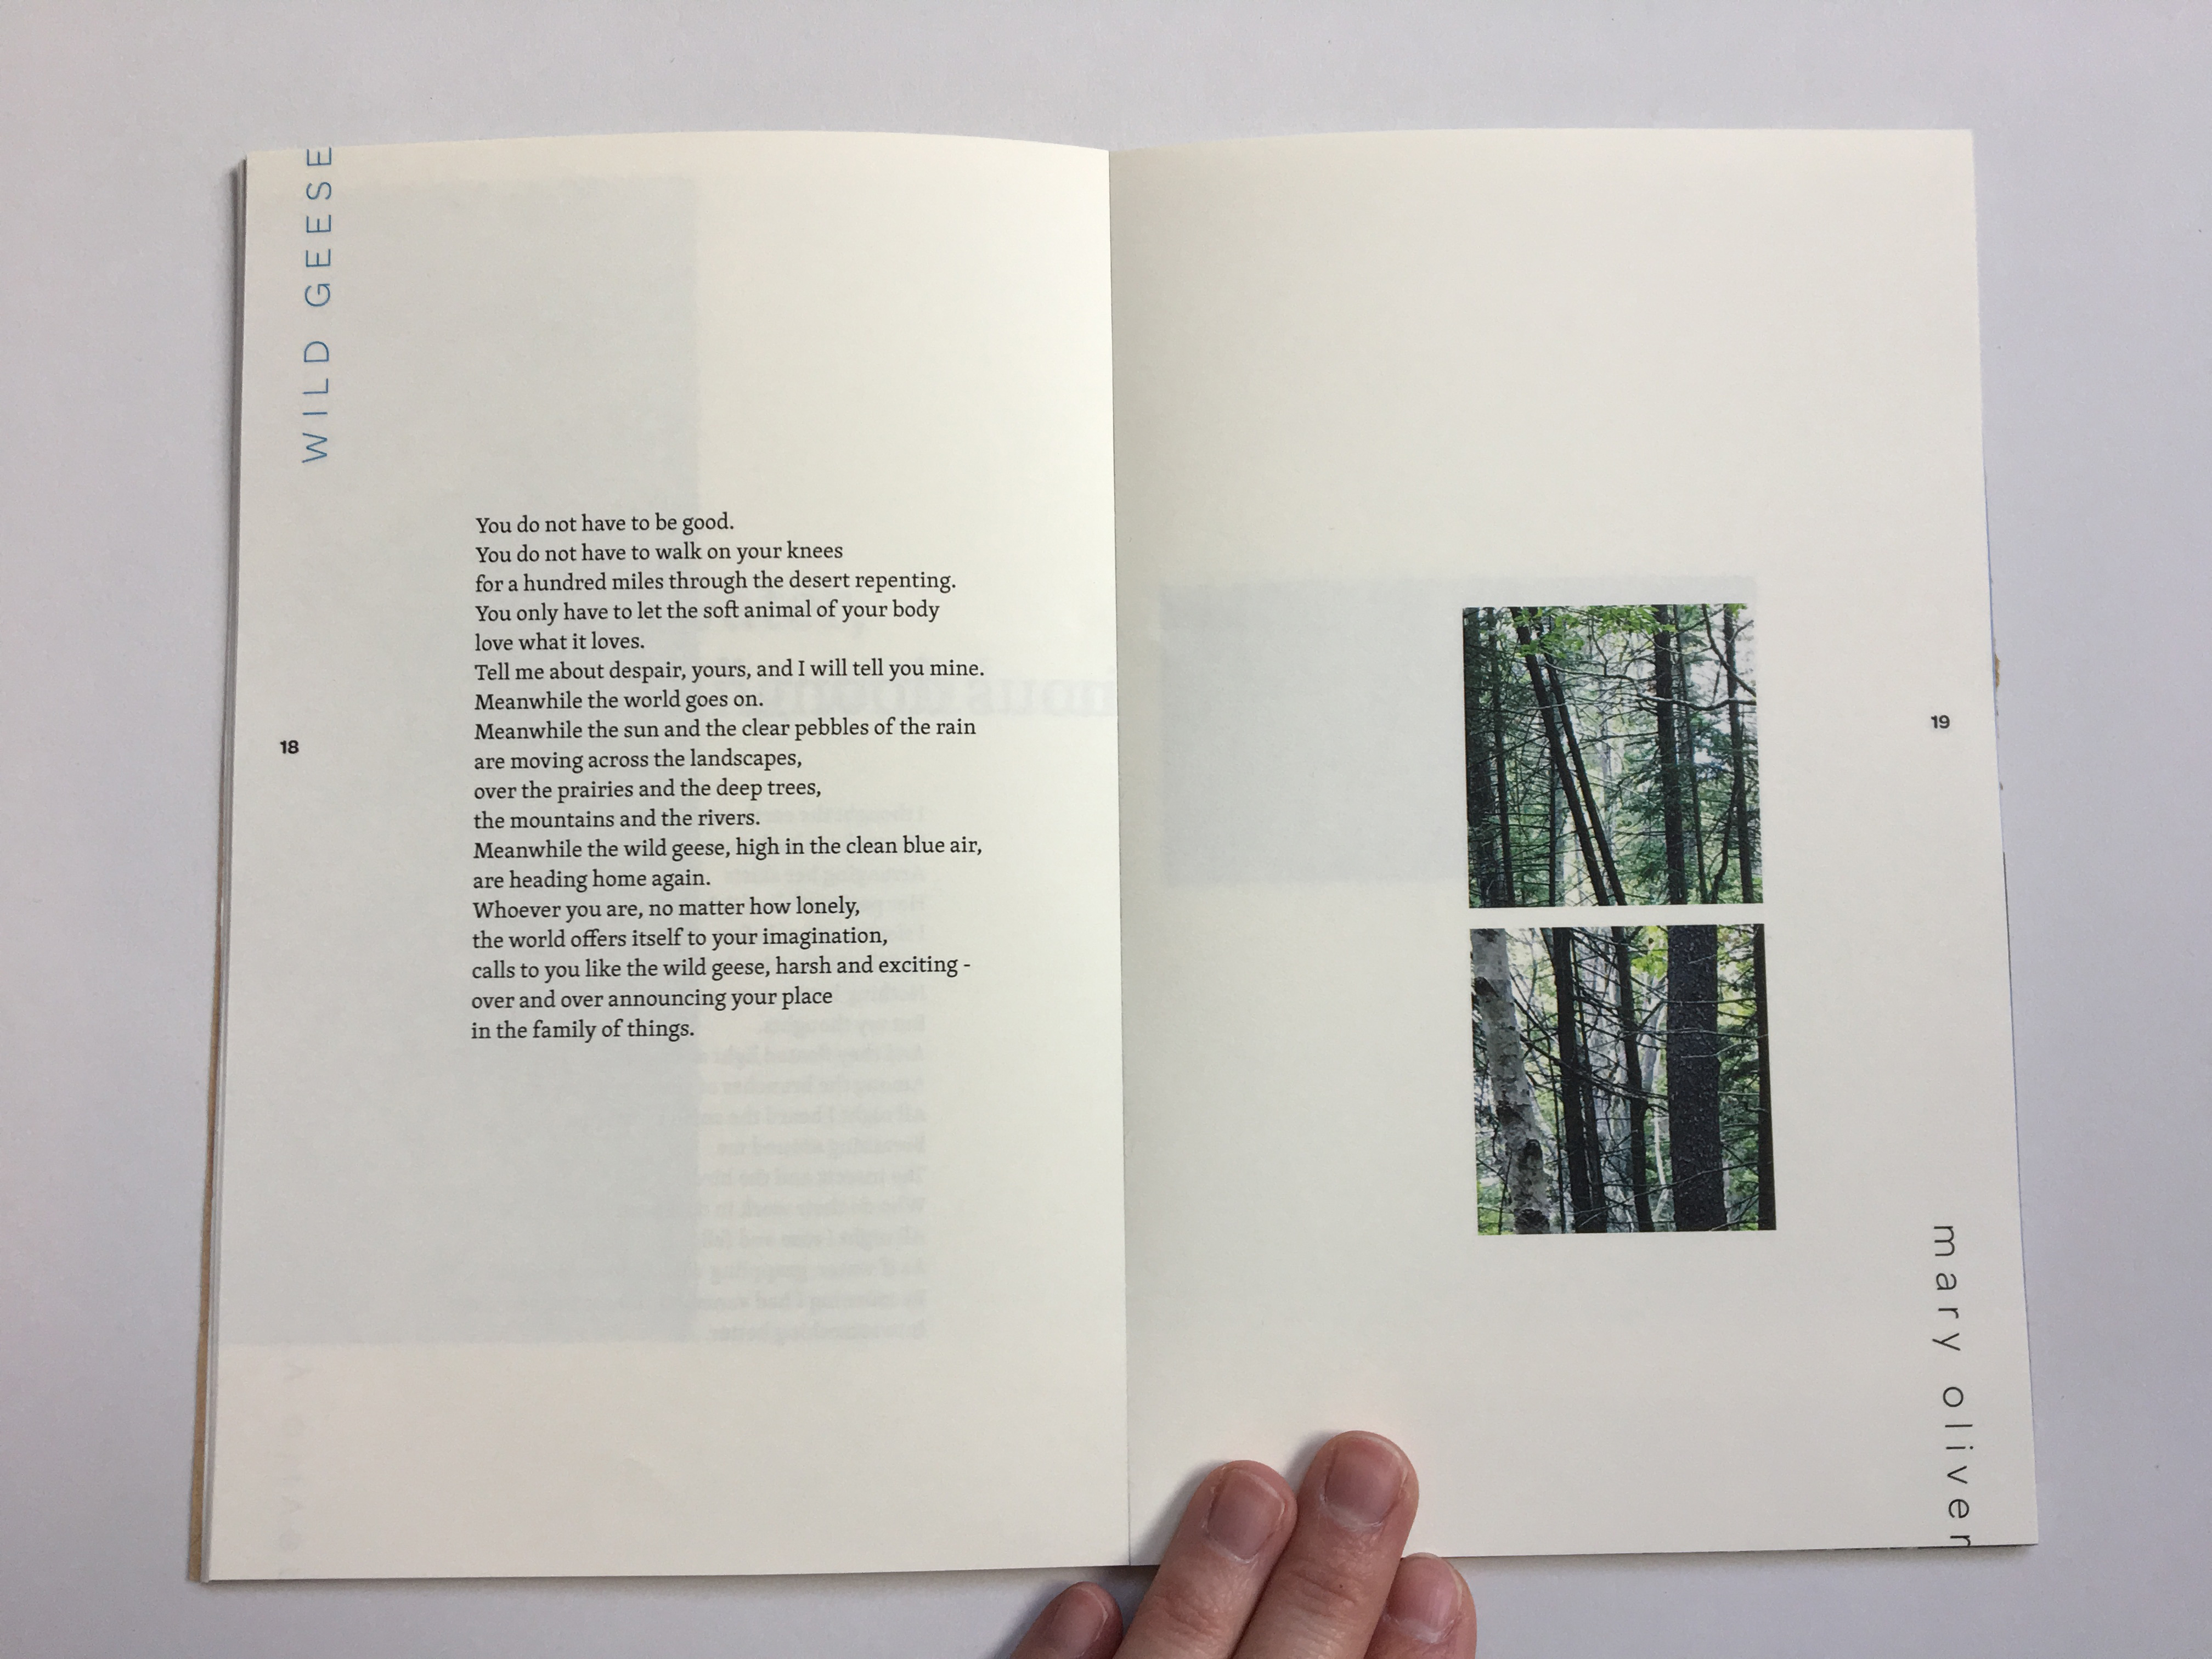 WILD GEESE
You do not have to be good.
You do not have to walk on your knees
for a hundred miles through the desert repenting.
You only have to let the soft animal of your body
love what it loves.
Tell me about despair, yours, and I will tell you mine.
Meanwhile the world goes on.
Meanwhile the sun and the clear pebbles of the rain
are moving across the landscapes,
over the prairies and the deep trees,
the mountains and the rivers.
Meanwhile the wild geese, high in the clean blue air,
are heading home again.
Whoever you are, no matter how lonely,
the world offers itself to your imagination,
calls to you like the wild geese, harsh and exciting -
over and over announcing your place
in the family of things.
18
19
mary oliver